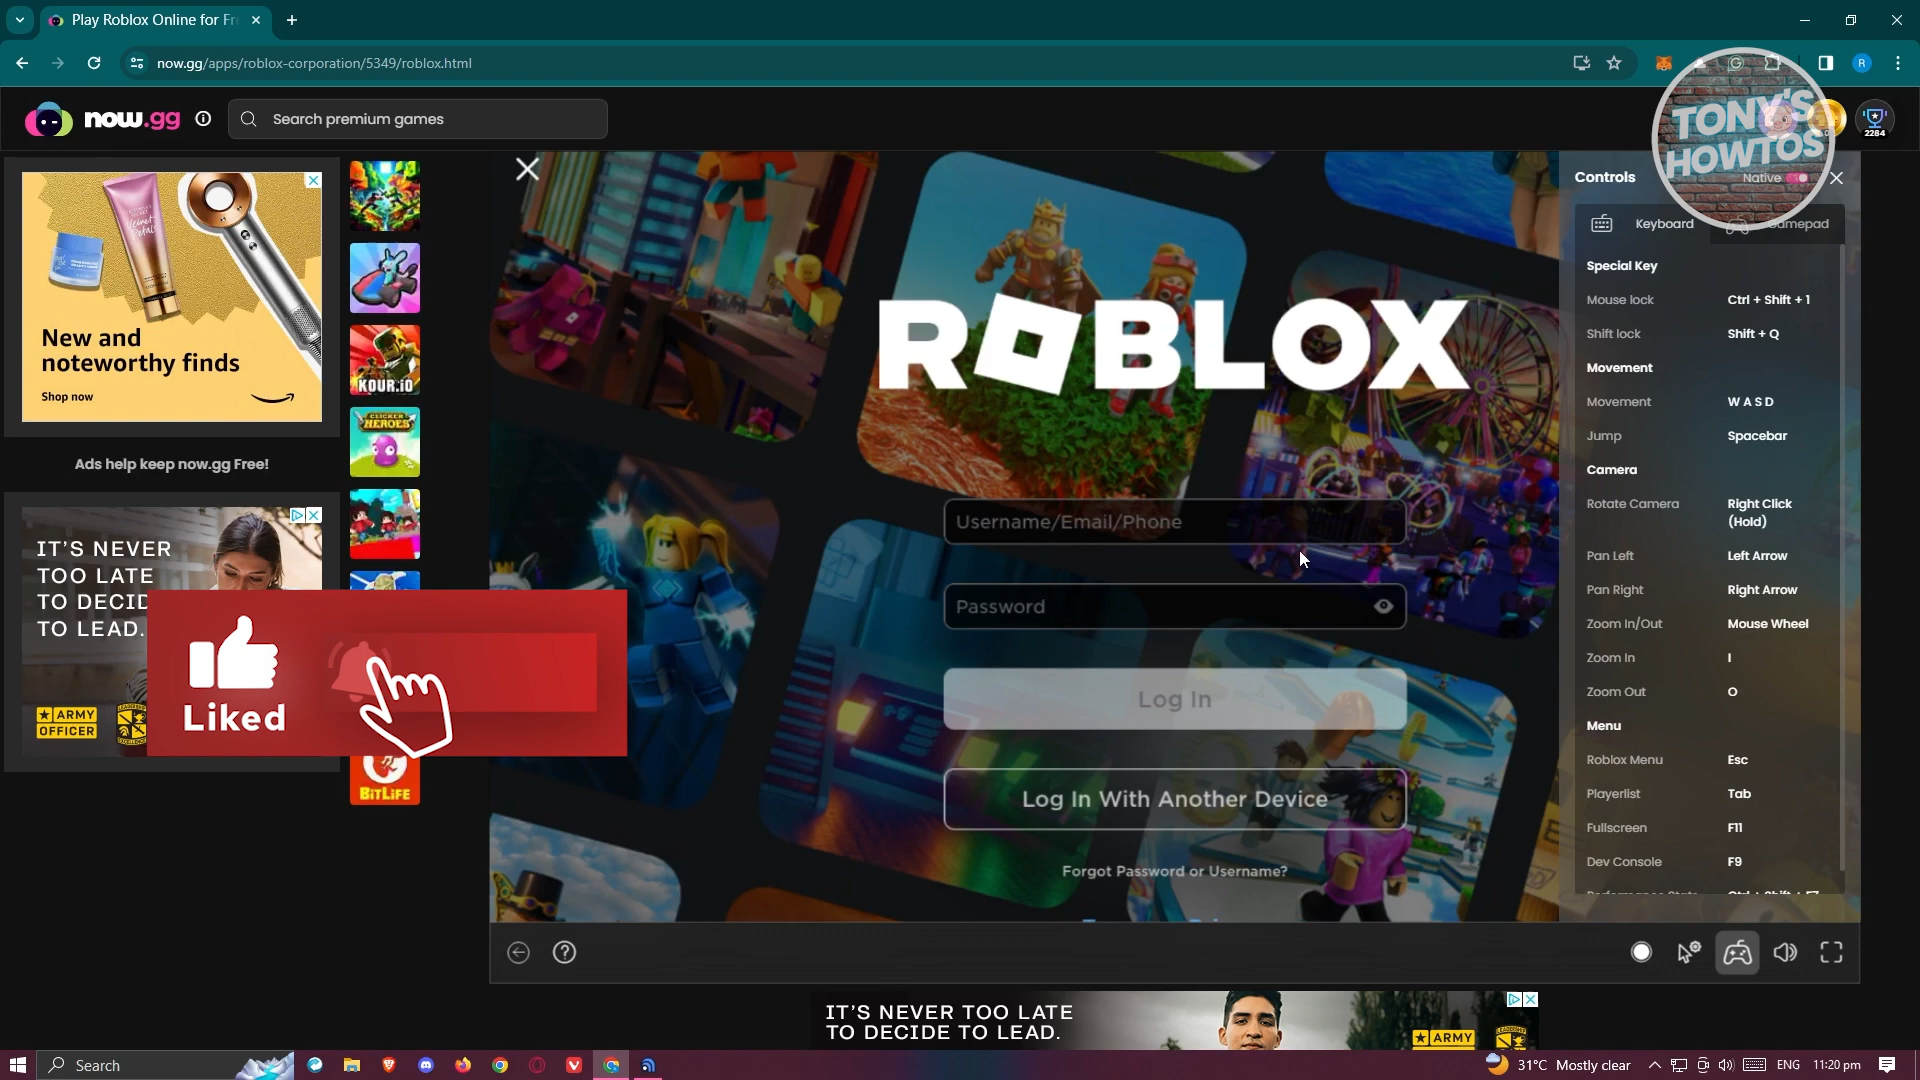 Play Roblox Online for Fr
now.gg/apps/roblox-corporation/5349/roblox.html
R
now.gg
Search premium games
2284
TONY'S
HOWTOS
New and
noteworthy finds
Shop now
Ads help keep now.gg Free!
IT'S NEVER
TOO LATE
TO DECID
TO LEAD.
ARMY
OFFICER
KOUR.IO
CLICKER
HEROES
BITLIFE
Liked
ROBLOX
Username/Email/Phone
Password
Log In
Log In With Another Device
Forgot Password or Username?
Controls
Native
Keyboard
Special Key
Mouse lock Ctrl + Shift + 1
Shift lock Shift + Q
Movement
Movement W A S D
Jump Spacebar
Camera
Rotate Camera Right Click
(Hold)
Pan Left Left Arrow
Pan Right Right Arrow
Zoom In/Out Mouse Wheel
Zoom In I
Zoom Out O
Menu
Roblox Menu Esc
Playerlist Tab
Fullscreen F11
Dev Console F9
IT'S NEVER TOO LATE
TO DECIDE TO LEAD.
ARMY
Search
31°C Mostly clear
ENG
11:20 pm